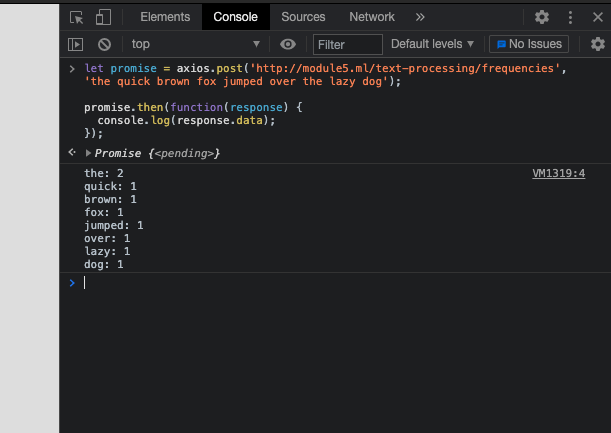 Elements Console Sources Network »
top Filter Default levels No Issues
let promise = axios.post('http://module5.ml/text-processing/frequencies',
'the quick brown fox jumped over the lazy dog');
promise.then(function(response) {
console.log(response.data);
});
Promise {<pending>}
the: 2 VM1319:4
quick: 1
brown: 1
fox: 1
jumped: 1
over: 1
lazy: 1
dog: 1